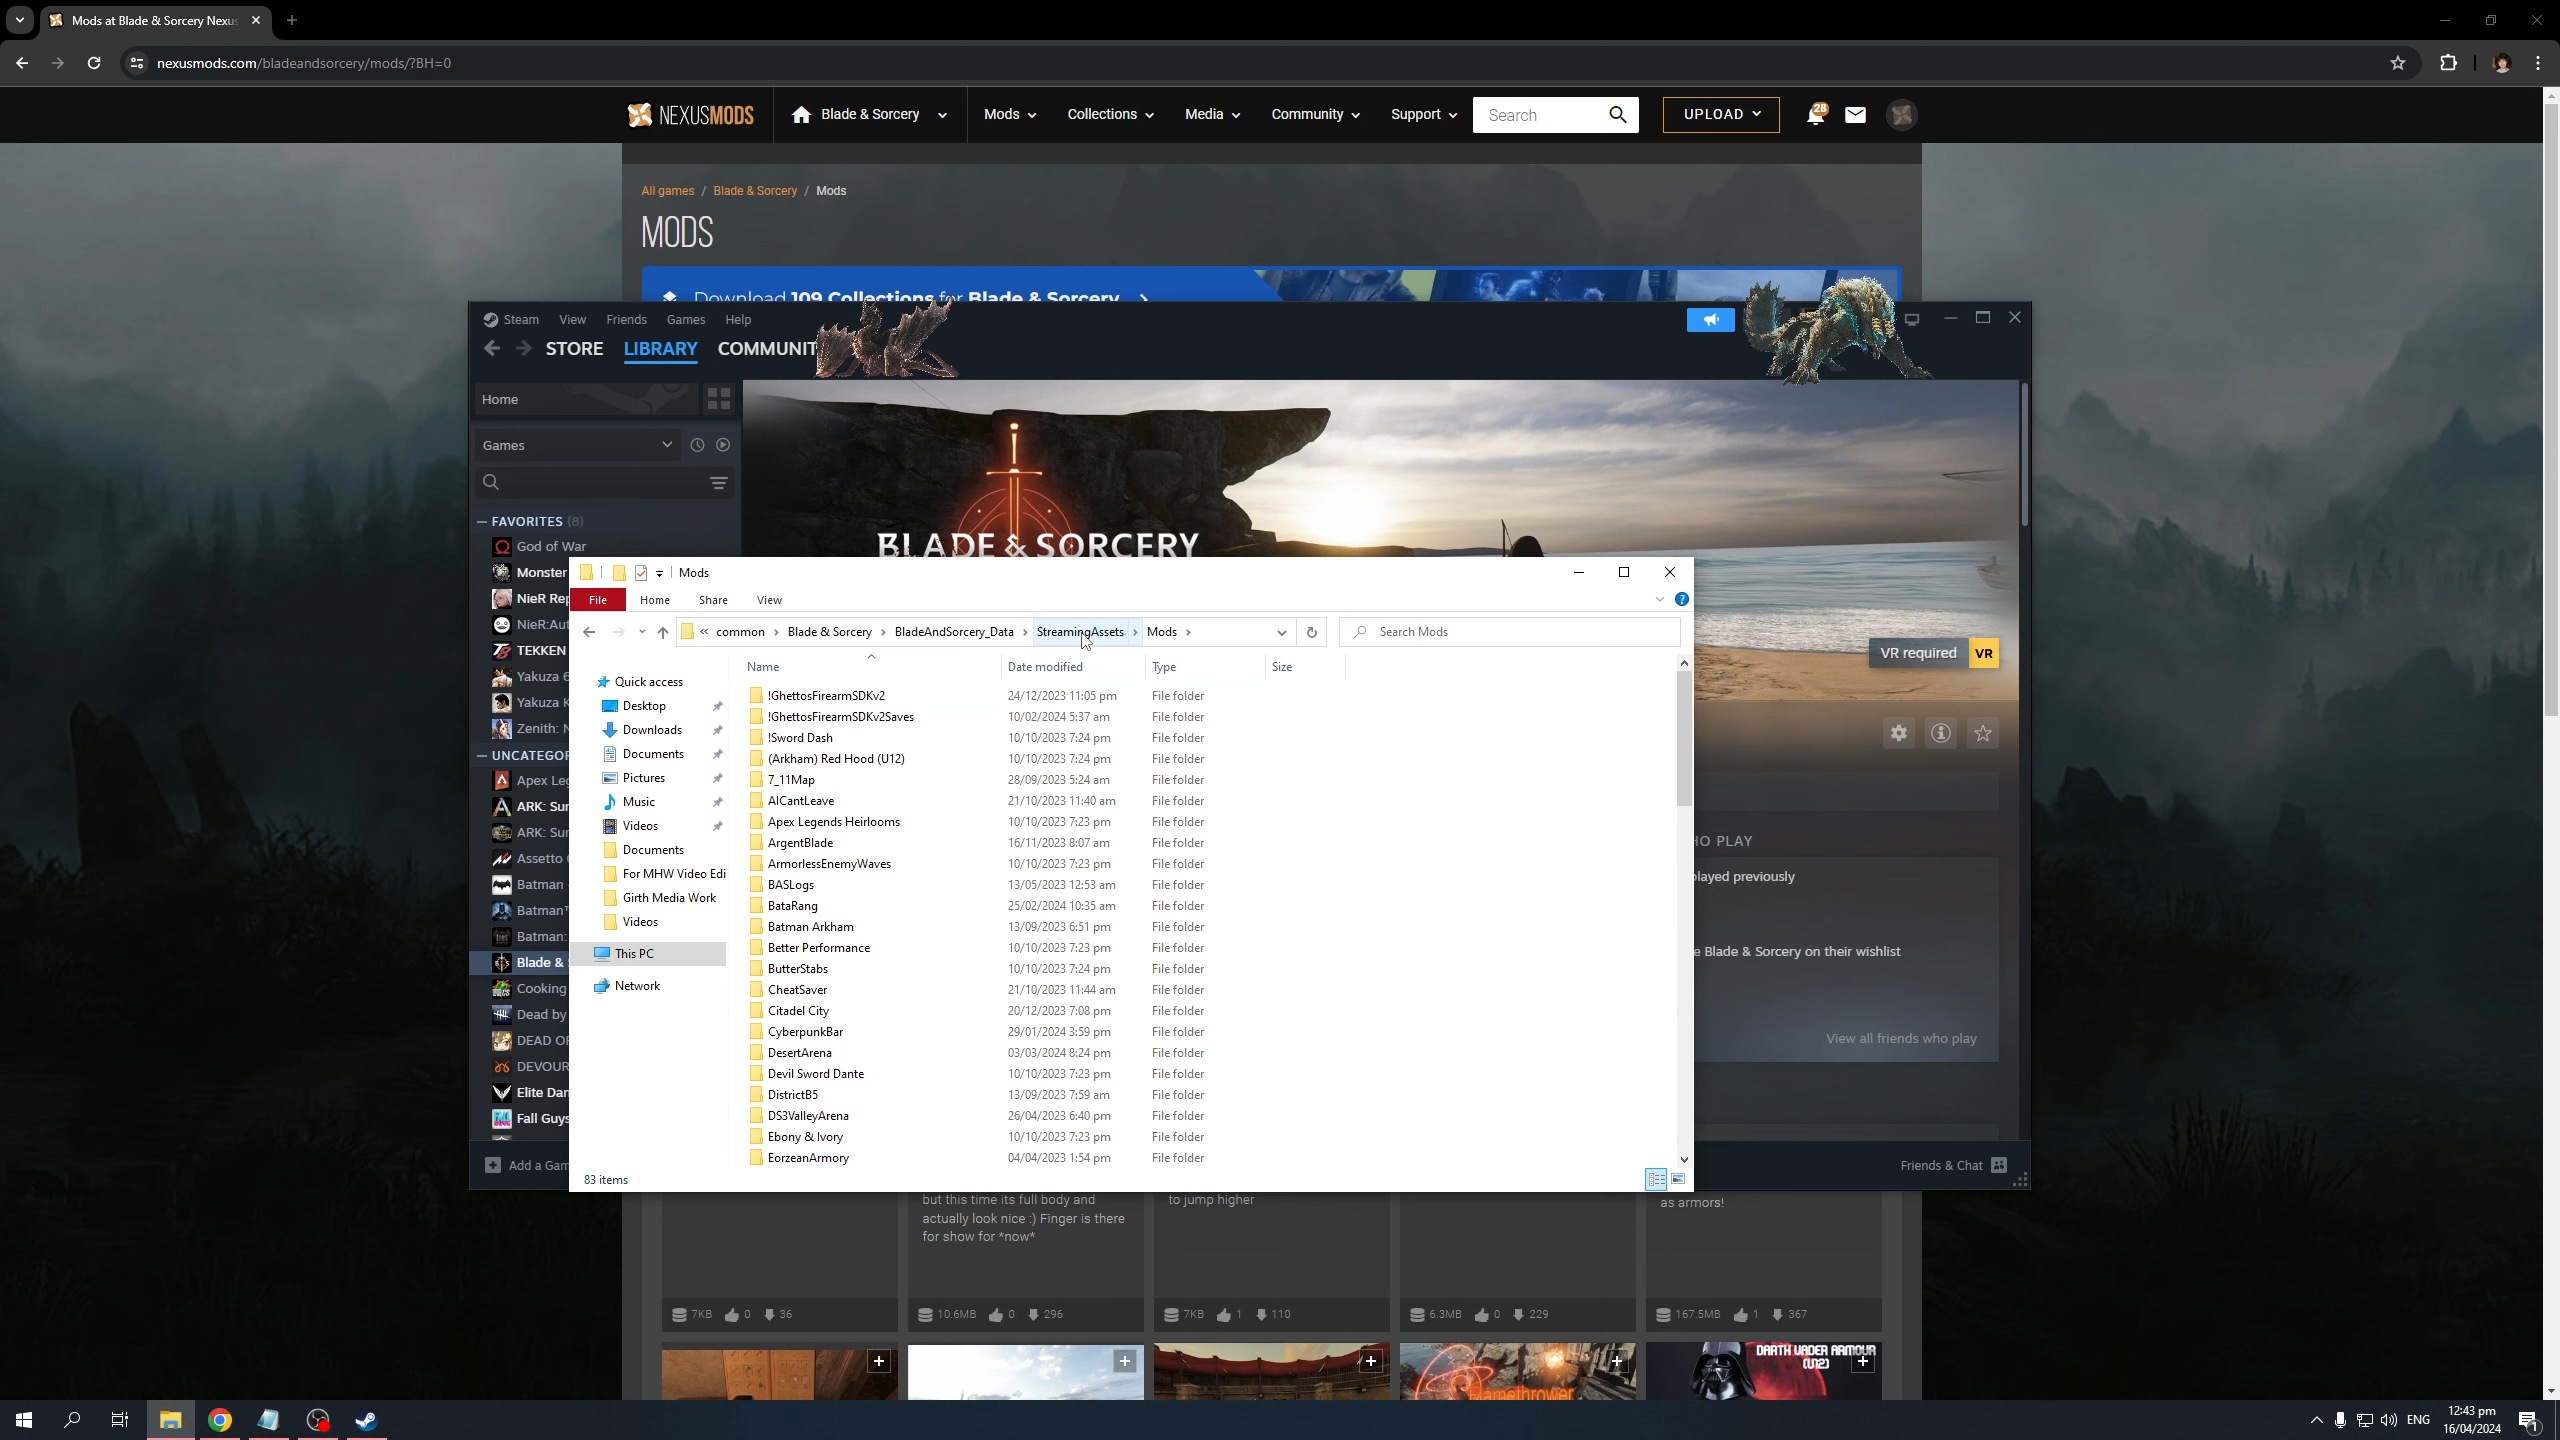 Mods at Blade & Sorcery Nexus
nexusmods.com/bladeandsorcery/mods/?BH=0
NEXUSMODS
Blade & Sorcery
Mods
Collections
Media
Community
Support
Search
UPLOAD
28
All games / Blade & Sorcery / Mods
MODS
Download 109 Collections for Blade & Sorcery
Steam
View
Friends
Games
Help
STORE
LIBRARY
COMMUNIT
Home
Games
FAVORITES (8)
God of War
Monster
NieR Rep
NieR:Aut
TEKKEN
Yakuza 6
Yakuza K
Zenith: N
UNCATEGOR
Apex Leg
ARK: Sur
ARK: Sur
Assetto C
Batman
Batman™
Batman:
Blade & S
Cooking
Dead by
DEAD OR
DEVOUR
Elite Dan
Fall Guys
Add a Gam
BLADE & SORCERY
VR required
VR
HO PLAY
played previously
e Blade & Sorcery on their wishlist
View all friends who play
Friends & Chat
Mods
File
Home
Share
View
« common › Blade & Sorcery › BladeAndSorcery_Data › StreamingAssets › Mods ›
Search Mods
Quick access
Desktop
Downloads
Documents
Pictures
Music
Videos
Documents
For MHW Video Edi
Girth Media Work
Videos
This PC
Network
Name Date modified Type Size
!GhettosFirearmSDKv2 24/12/2023 11:05 pm File folder
!GhettosFirearmSDKv2Saves 10/02/2024 5:37 am File folder
!Sword Dash 10/10/2023 7:24 pm File folder
(Arkham) Red Hood (U12) 10/10/2023 7:24 pm File folder
7_11Map 28/09/2023 5:24 am File folder
AICantLeave 21/10/2023 11:40 am File folder
Apex Legends Heirlooms 10/10/2023 7:23 pm File folder
ArgentBlade 16/11/2023 8:07 am File folder
ArmorlessEnemyWaves 10/10/2023 7:23 pm File folder
BASLogs 13/05/2023 12:53 am File folder
BataRang 25/02/2024 10:35 am File folder
Batman Arkham 13/09/2023 6:51 pm File folder
Better Performance 10/10/2023 7:23 pm File folder
ButterStabs 10/10/2023 7:24 pm File folder
CheatSaver 21/10/2023 11:44 am File folder
Citadel City 20/12/2023 7:08 pm File folder
CyberpunkBar 29/01/2024 3:59 pm File folder
DesertArena 03/03/2024 8:24 pm File folder
Devil Sword Dante 10/10/2023 7:23 pm File folder
DistrictB5 13/09/2023 7:59 am File folder
DS3ValleyArena 26/04/2023 6:40 pm File folder
Ebony & Ivory 10/10/2023 7:23 pm File folder
EorzeanArmory 04/04/2023 1:54 pm File folder
83 items
but this time its full body and
actually look nice :) Finger is there
for show for *now*
to jump higher
as armors!
7KB 0 36
10.6MB 0 296
7KB 1 110
6.3MB 0 229
167.5MB 1 367
Flamethrower
DARTH VADER ARMOUR
(U12)
ENG
12:43 pm
16/04/2024
1